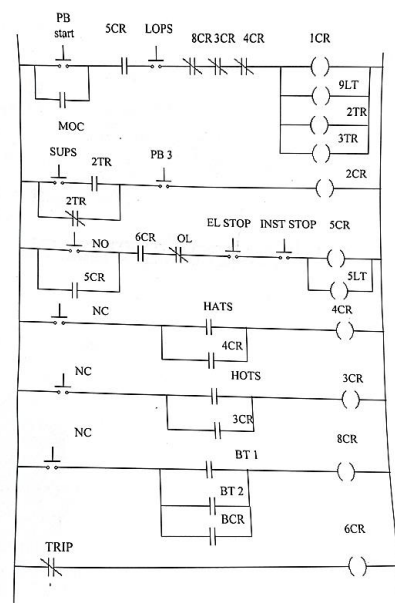 PB
start
5CR
LOPS
8CR 3CR 4CR
1CR
9LT
2TR
3TR
MOC
SUPS
2TR
PB 3
2CR
2TR
NO
6CR
OL
EL STOP
INST STOP
5CR
5CR
5LT
NC
HATS
4CR
4CR
NC
HOTS
3CR
3CR
NC
BT 1
8CR
BT 2
BCR
6CR
TRIP